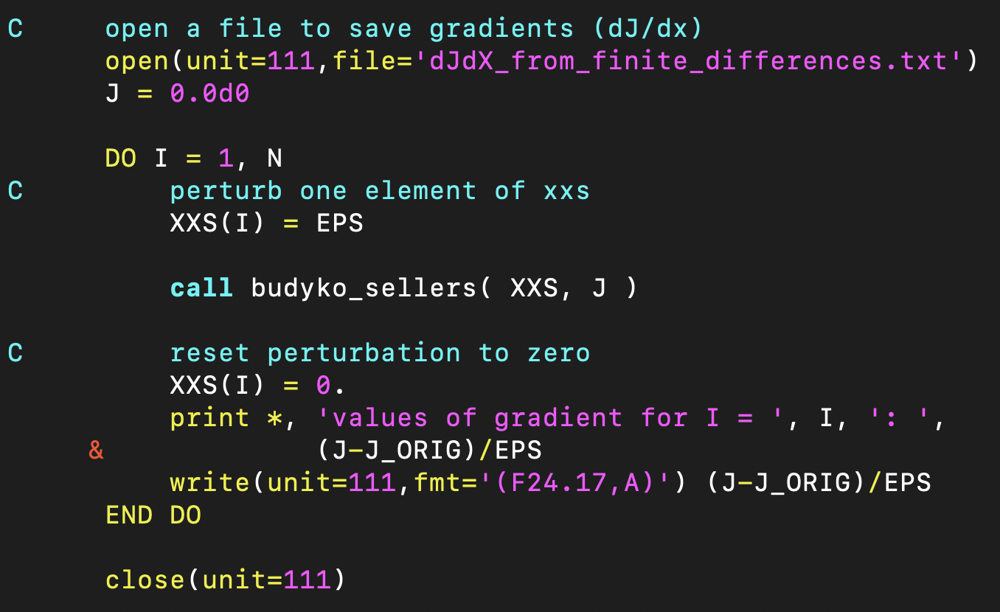 C     open a file to save gradients (dJ/dx)
      open(unit=111,file='dJdX_from_finite_differences.txt')
      J = 0.0d0
      DO I = 1, N
C         perturb one element of xxs
          XXS(I) = EPS
          call budyko_sellers( XXS, J )
C         reset perturbation to zero
          XXS(I) = 0.
          print *, 'values of gradient for I = ', I, ': ',
     &             (J-J_ORIG)/EPS
          write(unit=111,fmt='(F24.17,A)') (J-J_ORIG)/EPS
      END DO
      close(unit=111)